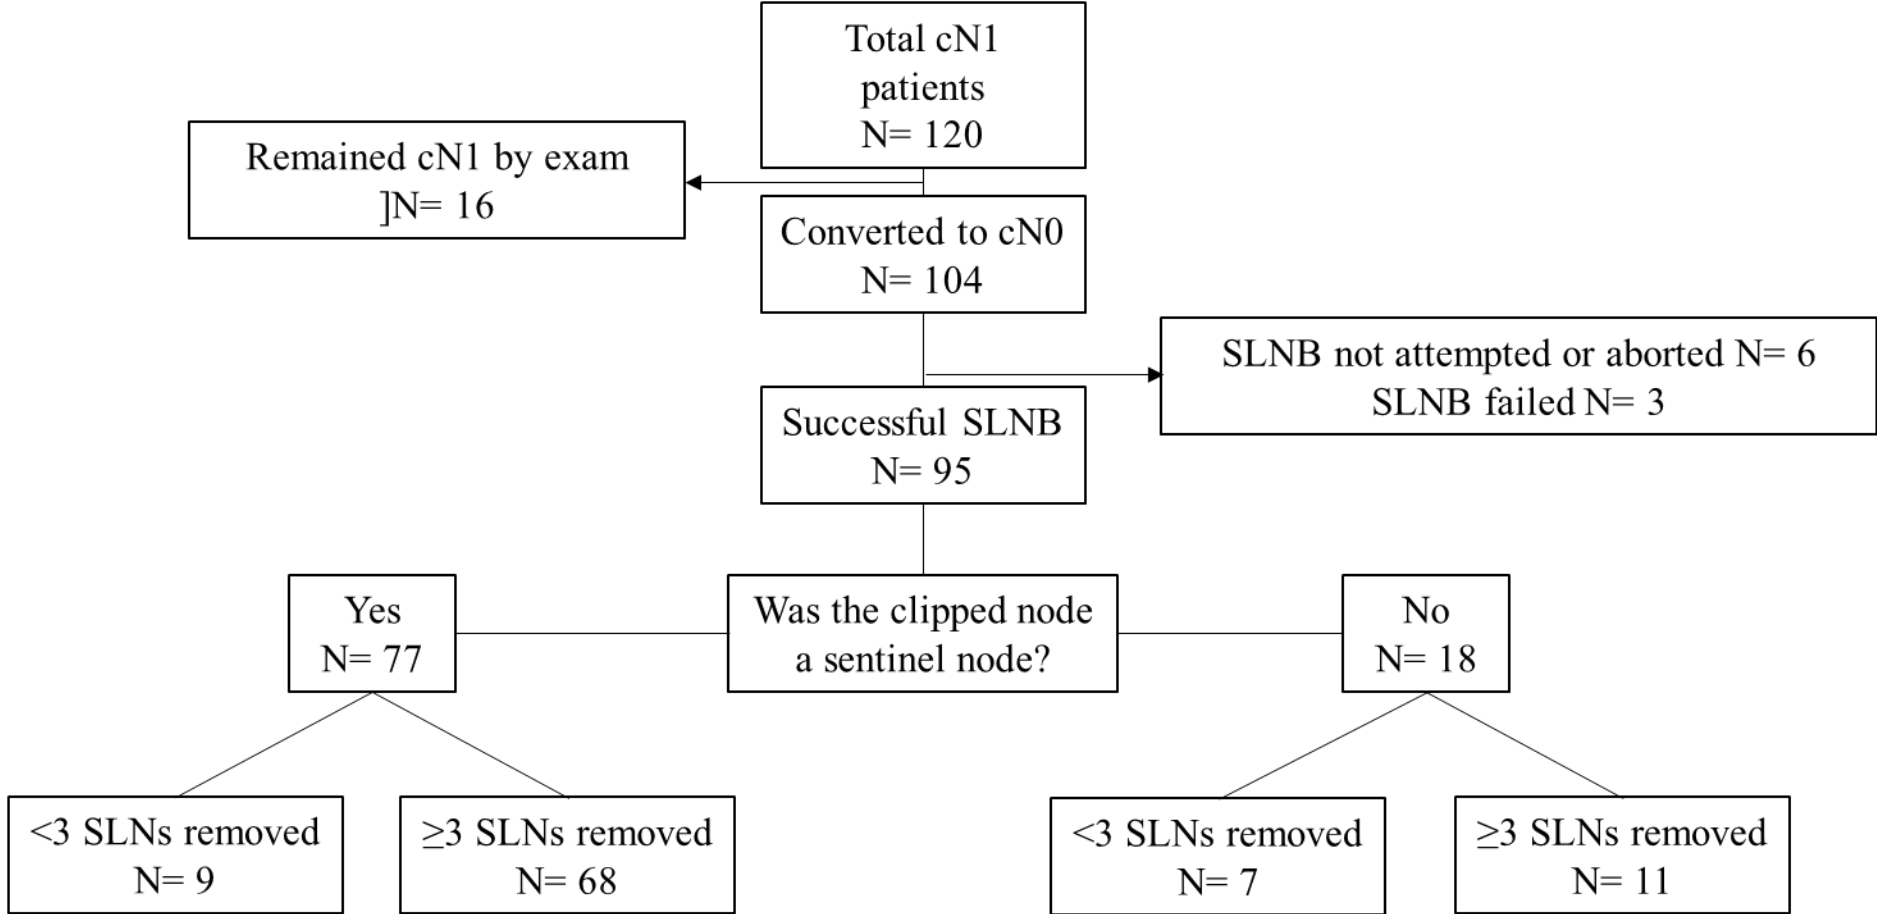 Total cN1
patients
N= 120
Remained cN1 by exam
]N= 16
Converted to cN0
N= 104
SLNB not attempted or aborted N= 6
SLNB failed N= 3
Successful SLNB
N= 95
Yes
N= 77
Was the clipped node
a sentinel node?
No
N= 18
<3 SLNs removed
N= 9
≥3 SLNs removed
N= 68
<3 SLNs removed
N= 7
≥3 SLNs removed
N= 11